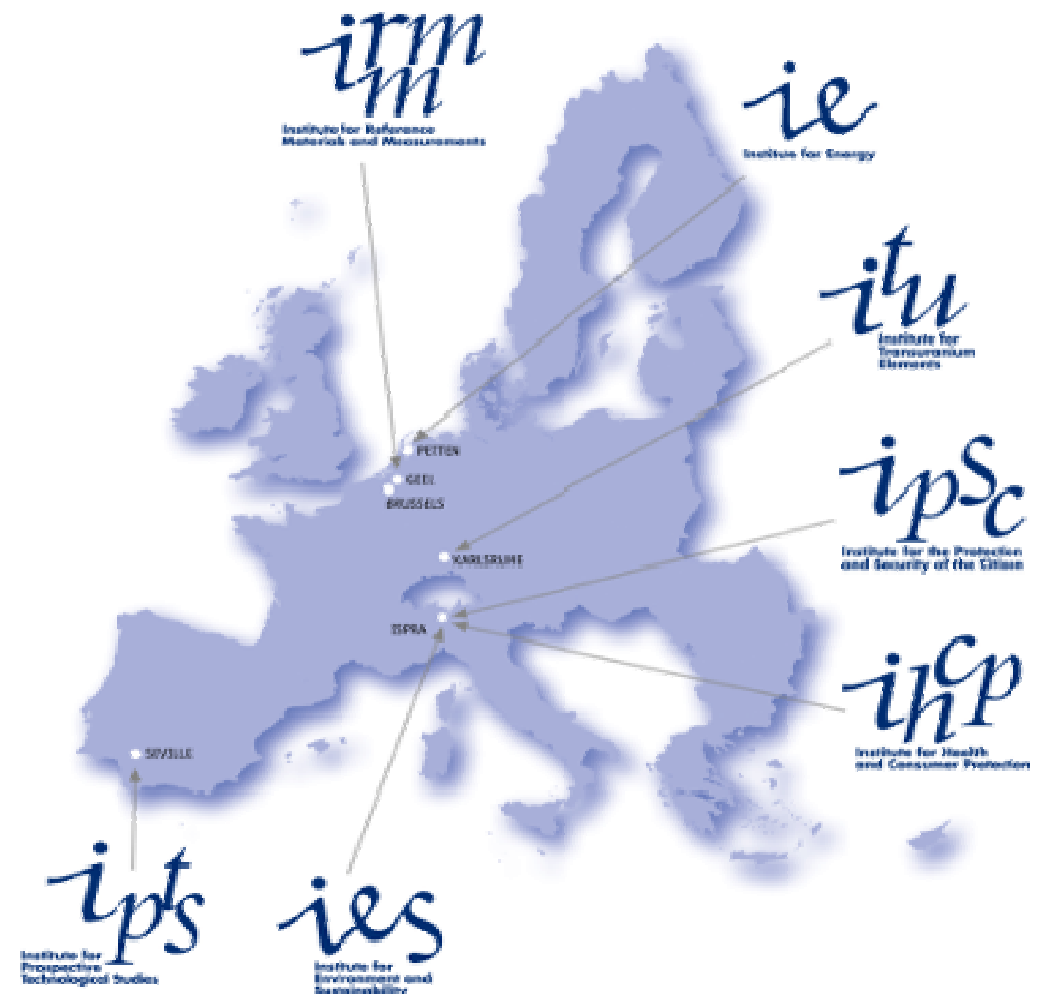 irmm
Institute for Reference
Materials and Measurements
ie
Institute for Energy
itu
Institute for
Transuranium
Elements
PETTEN
GEEL
BRUSSELS
ipsc
Institute for the Protection
and Security of the Citizen
KARLSRUHE
ISPRA
ihcp
Institute for Health
and Consumer Protection
SEVILLE
ipts
Institute for
Prospective
Technological Studies
ies
Institute for
Environment and
Sustainability